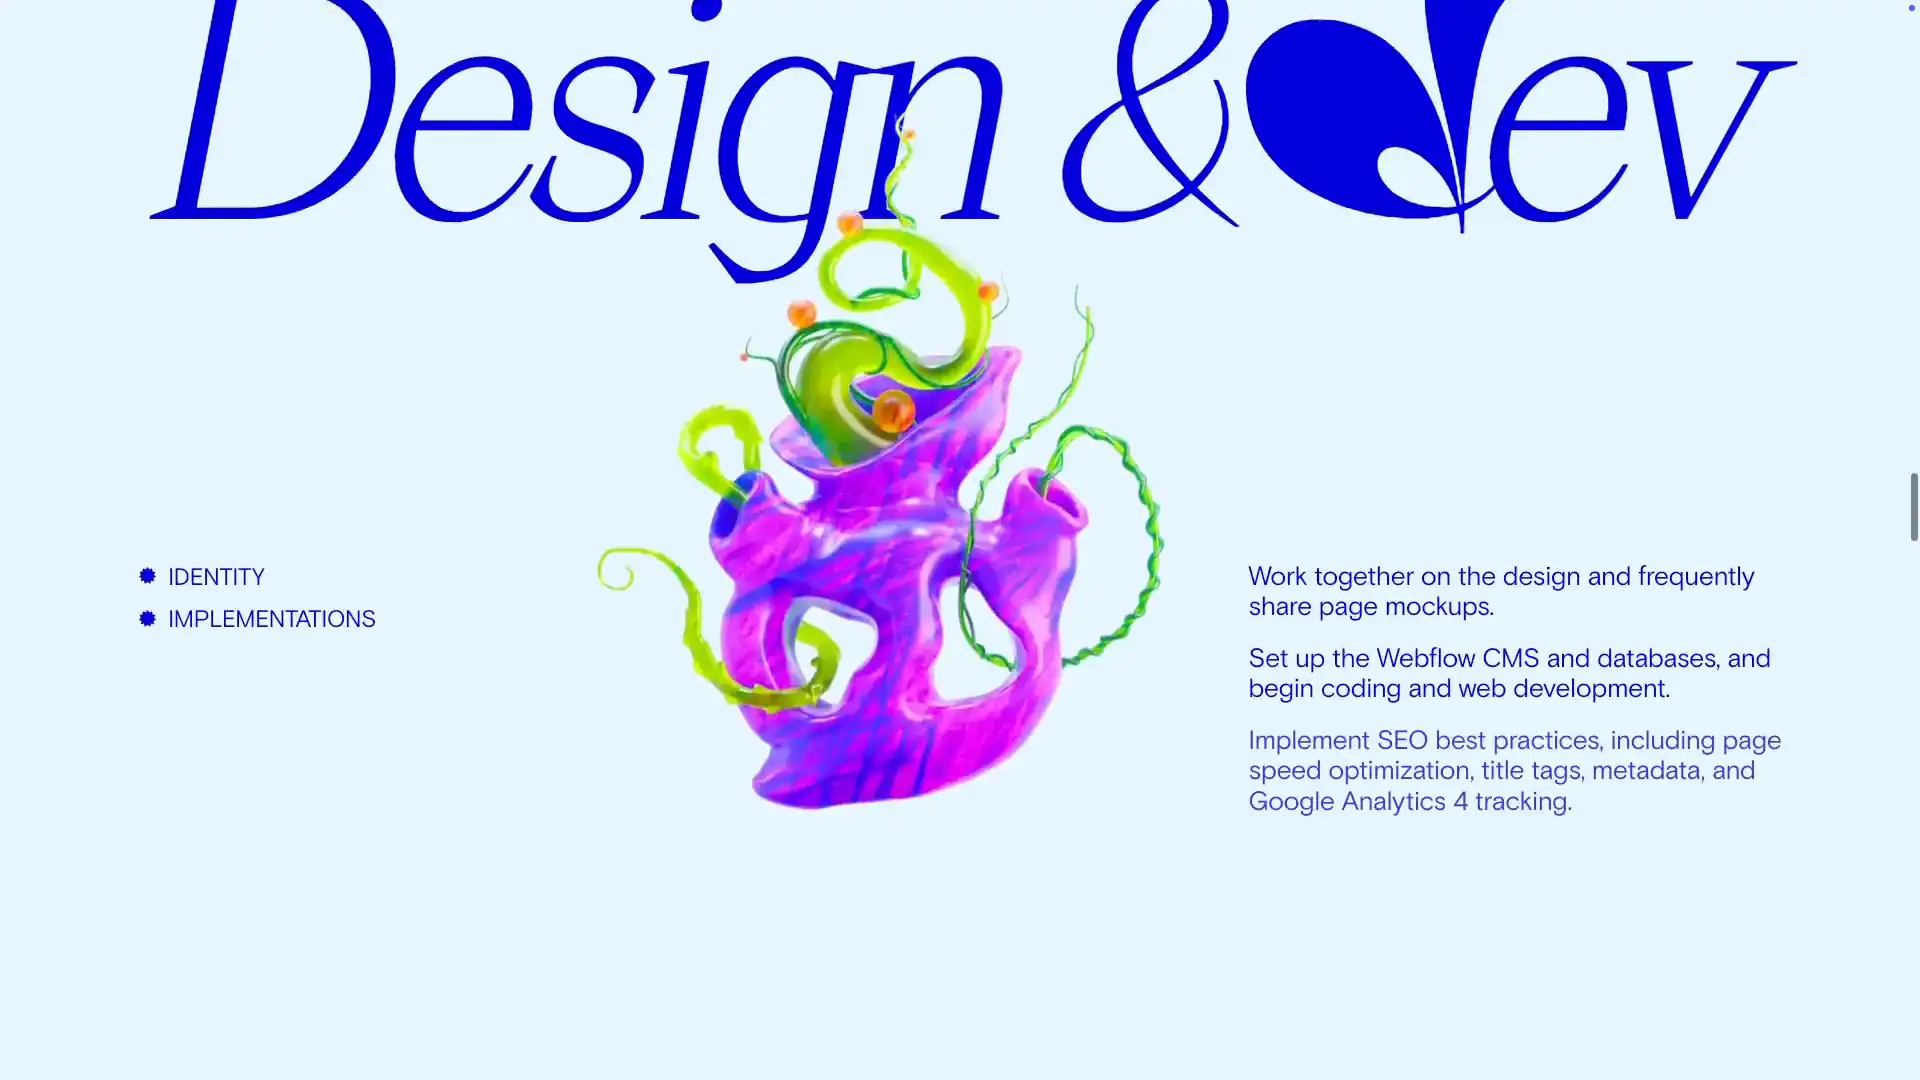 Design & dev
IDENTITY
IMPLEMENTATIONS
Work together on the design and frequently
share page mockups.
Set up the Webflow CMS and databases, and
begin coding and web development.
Implement SEO best practices, including page
speed optimization, title tags, metadata, and
Google Analytics 4 tracking.